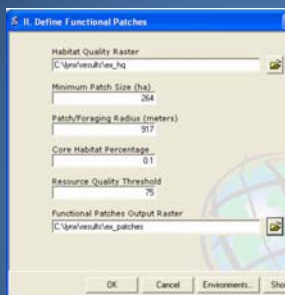 II. Define Functional Patches
Habitat Quality Raster
C:\lynx\results\ex_hq
Minimum Patch Size (ha)
264
Patch/Foraging Radius (meters)
917
Core Habitat Percentage
0.1
Resource Quality Threshold
75
Functional Patches Output Raster
C:\lynx\results\ex_patches
OK Cancel Environments... Sho